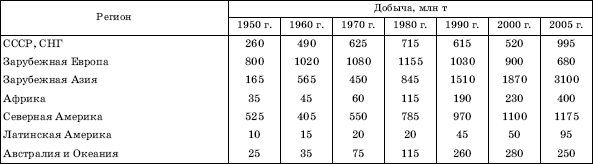 Регион Добыча, млн т
1950 г. 1960 г. 1970 г. 1980 г. 1990 г. 2000 г. 2005 г.
СССР, СНГ 260 490 625 715 615 520 995
Зарубежная Европа 800 1020 1080 1155 1030 900 680
Зарубежная Азия 165 565 450 845 1510 1870 3100
Африка 35 45 60 115 190 230 400
Северная Америка 525 405 550 785 970 1100 1175
Латинская Америка 10 15 20 20 45 50 95
Австралия и Океания 25 35 75 115 260 280 250